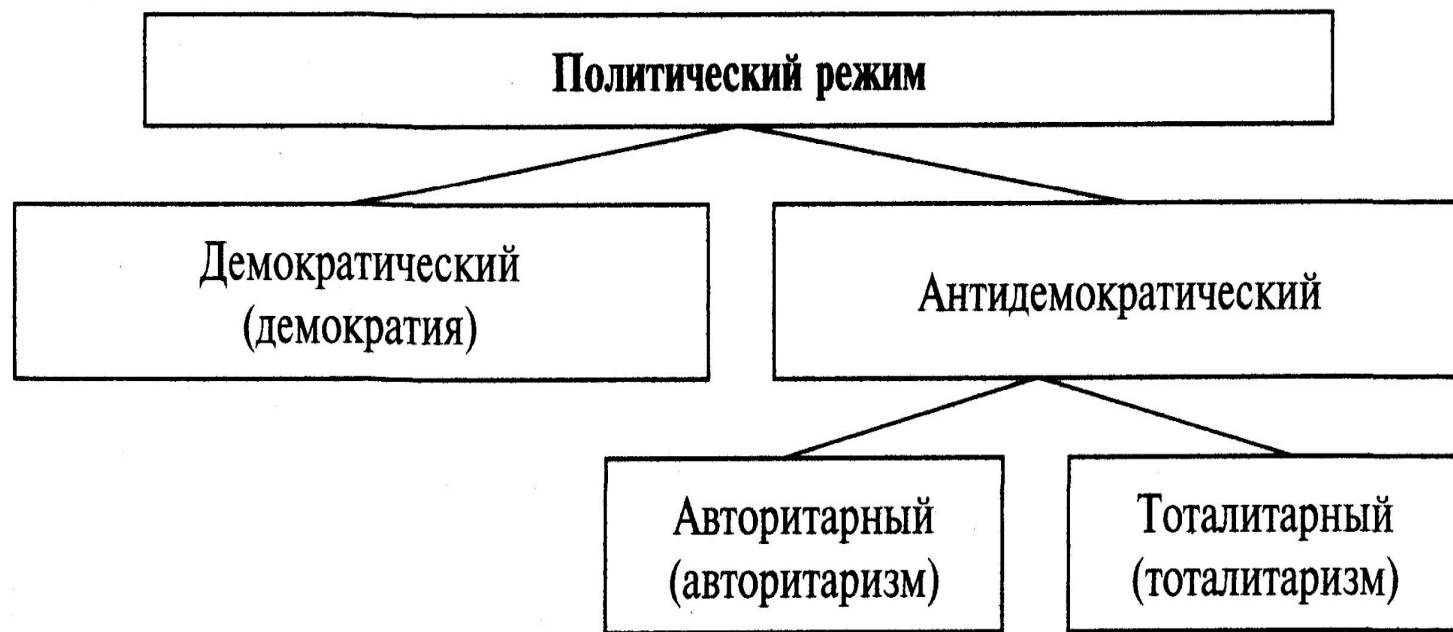 Политический режим
Демократический
(демократия)
Антидемократический
Авторитарный
(авторитаризм)
Тоталитарный
(тоталитаризм)